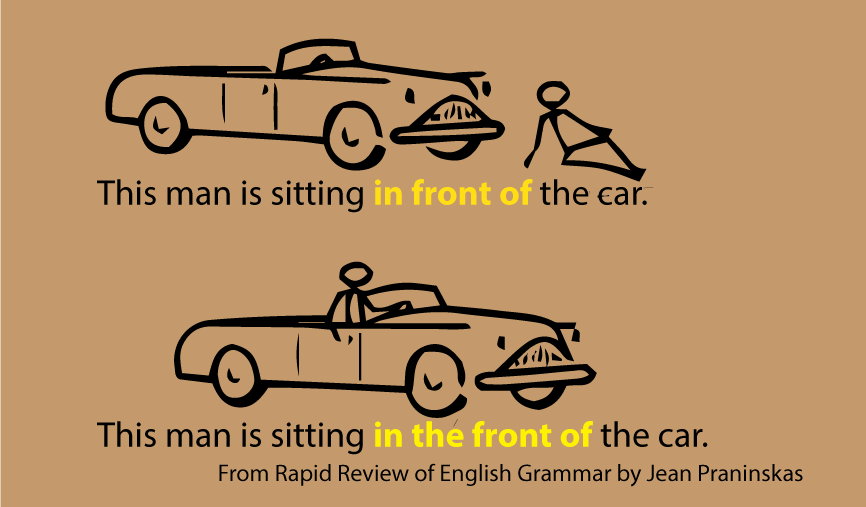 This man is sitting in front of the car.
This man is sitting in the front of the car.
From Rapid Review of English Grammar by Jean Praninskas